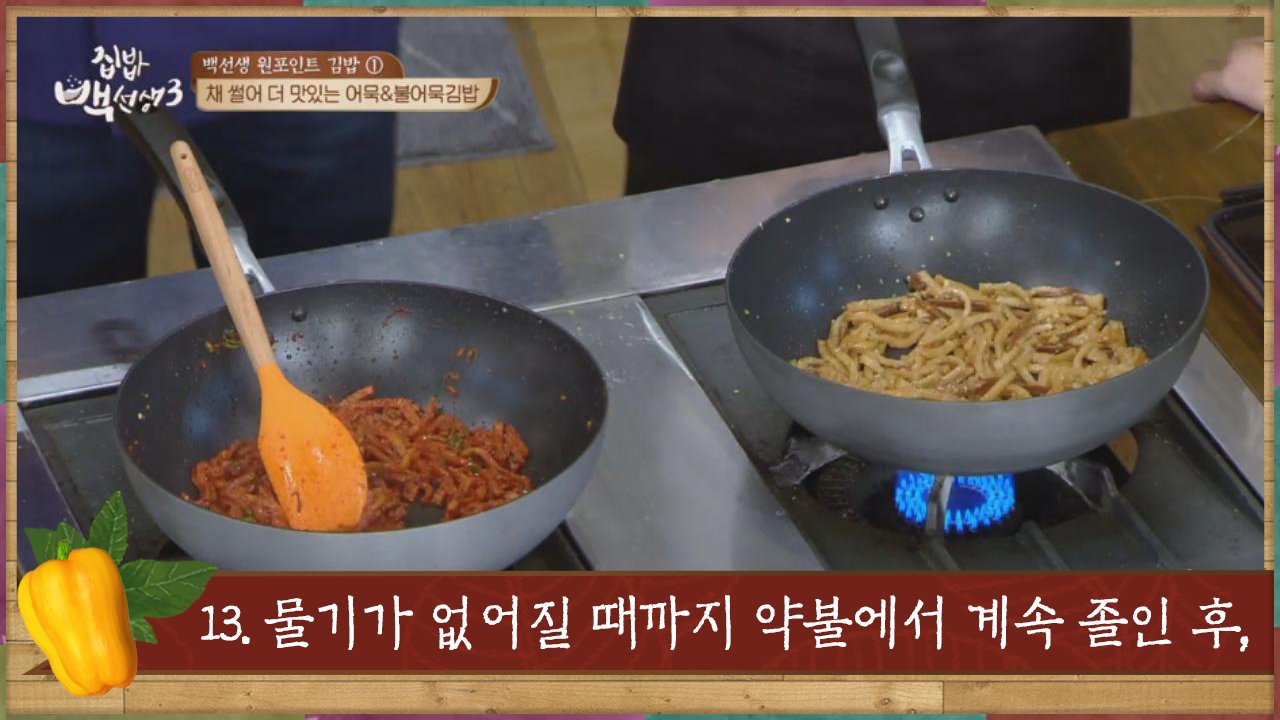 집밥
백선생3
백선생 원포인트 김밥 ①
채 썰어 더 맛있는 어묵&불어묵김밥
13. 물기가 없어질 때까지 약불에서 계속 졸인 후,